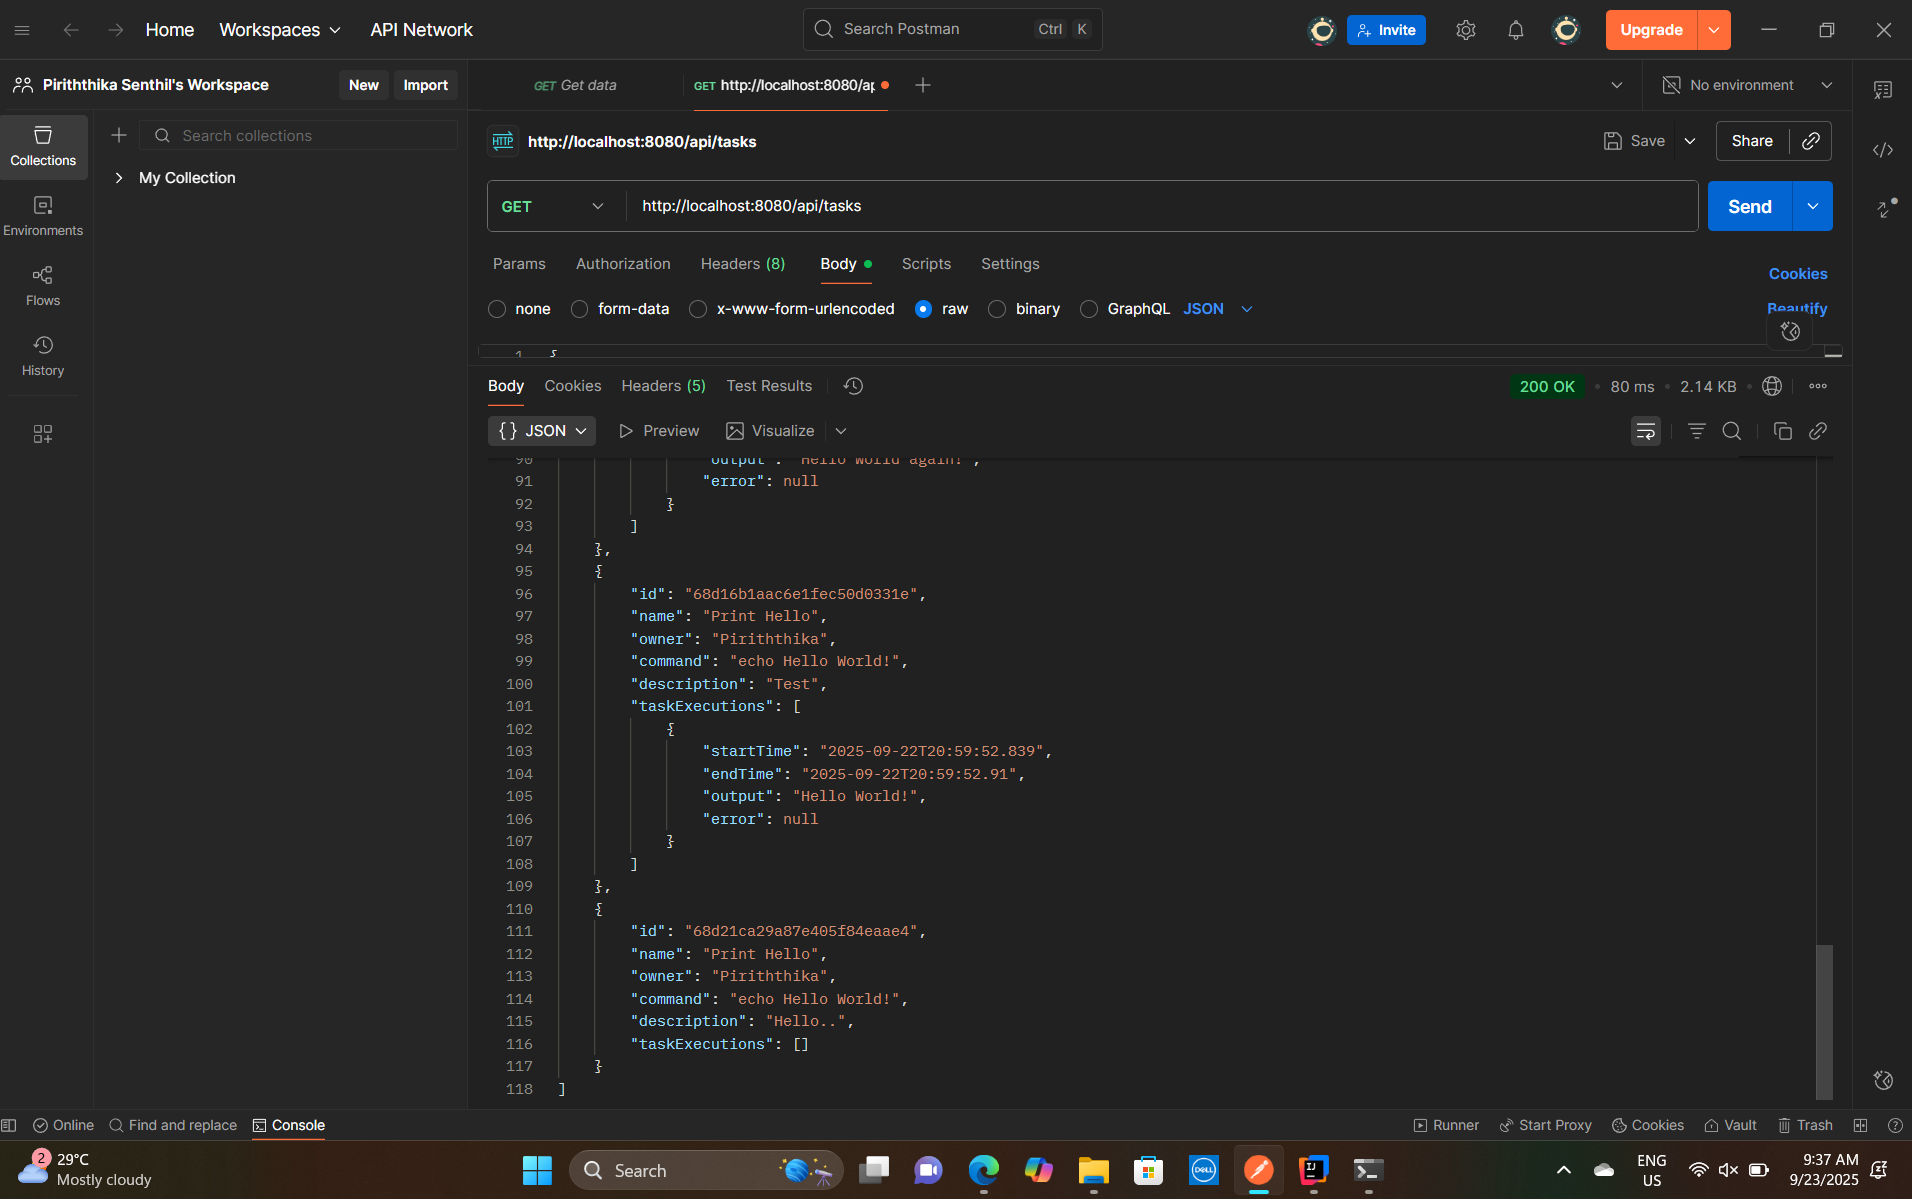 Home Workspaces API Network
Search Postman Ctrl K
Invite Upgrade
Piriththika Senthil's Workspace New Import
GET Get data GET http://localhost:8080/ap
No environment
Collections
Search collections
My Collection
Environments
Flows
History
HTTP http://localhost:8080/api/tasks
Save Share
GET http://localhost:8080/api/tasks Send
Params Authorization Headers (8) Body Scripts Settings
Cookies
none form-data x-www-form-urlencoded raw binary GraphQL JSON
Beautify
1 {
Body Cookies Headers (5) Test Results
200 OK • 80 ms • 2.14 KB •
{} JSON Preview Visualize
90 "output": "Hello World again!",
91 "error": null
92 }
93 ]
94 },
95 {
96 "id": "68d16b1aac6e1fec50d0331e",
97 "name": "Print Hello",
98 "owner": "Piriththika",
99 "command": "echo Hello World!",
100 "description": "Test",
101 "taskExecutions": [
102 {
103 "startTime": "2025-09-22T20:59:52.839",
104 "endTime": "2025-09-22T20:59:52.91",
105 "output": "Hello World!",
106 "error": null
107 }
108 ]
109 },
110 {
111 "id": "68d21ca29a87e405f84eaae4",
112 "name": "Print Hello",
113 "owner": "Piriththika",
114 "command": "echo Hello World!",
115 "description": "Hello..",
116 "taskExecutions": []
117 }
118 ]
Online Find and replace Console
Runner Start Proxy Cookies Vault Trash
2 29°C
Mostly cloudy
Search
DELL
IJ
ENG
US
9:37 AM
9/23/2025